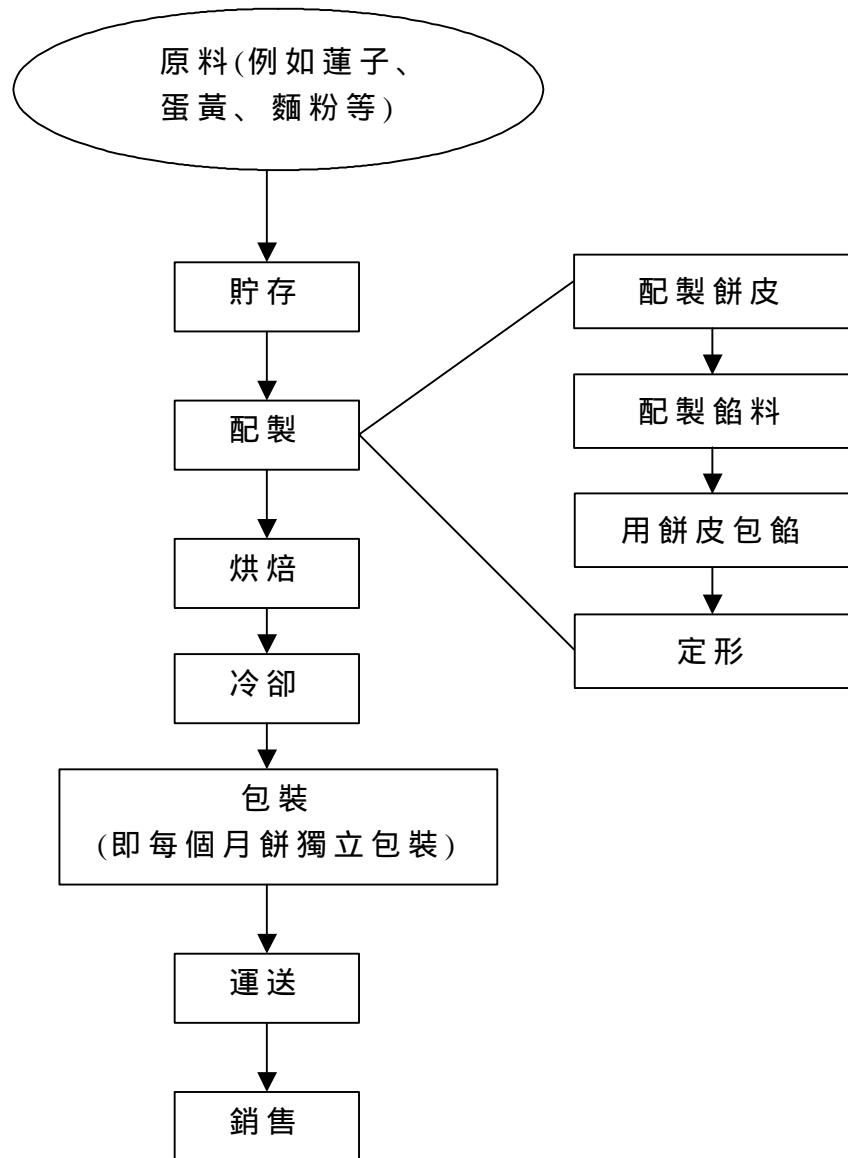 原料(例如蓮子、
蛋黃、麵粉等)
貯存
配製
烘焙
冷卻
包裝
(即每個月餅獨立包裝)
運送
銷售
配製餅皮
配製餡料
用餅皮包餡
定形